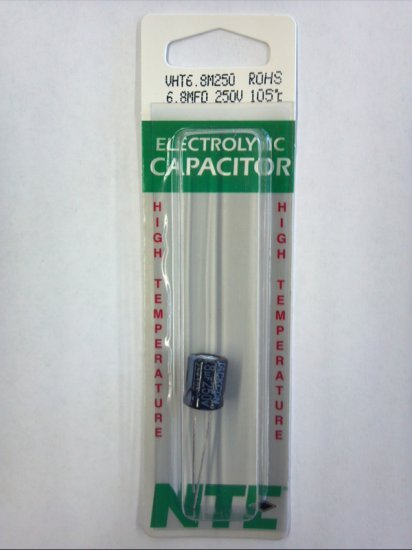 VHT6.8M250 ROHS
6.8MFD 250V 105℃
ELECTROLYTIC
CAPACITOR
HIGH TEMPERATURE
HIGH TEMPERATURE
NTE